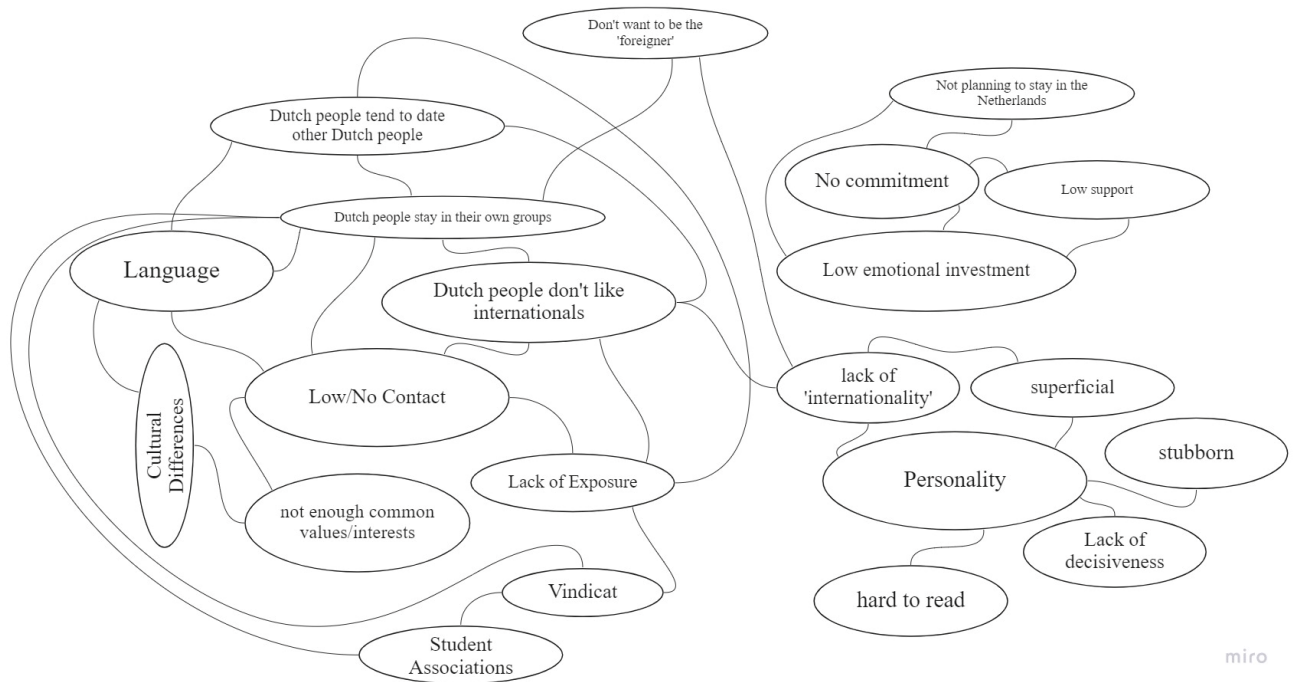 Don't want to be the
'foreigner'
Dutch people tend to date
other Dutch people
Not planning to stay in the
Netherlands
No commitment
Low support
Dutch people stay in their own groups
Language
Low emotional investment
Dutch people don't like
internationals
Low/No Contact
lack of
'internationality'
superficial
Cultural
Differences
stubborn
Lack of Exposure
Personality
not enough common
values/interests
Lack of
decisiveness
Vindicat
hard to read
Student
Associations
miro